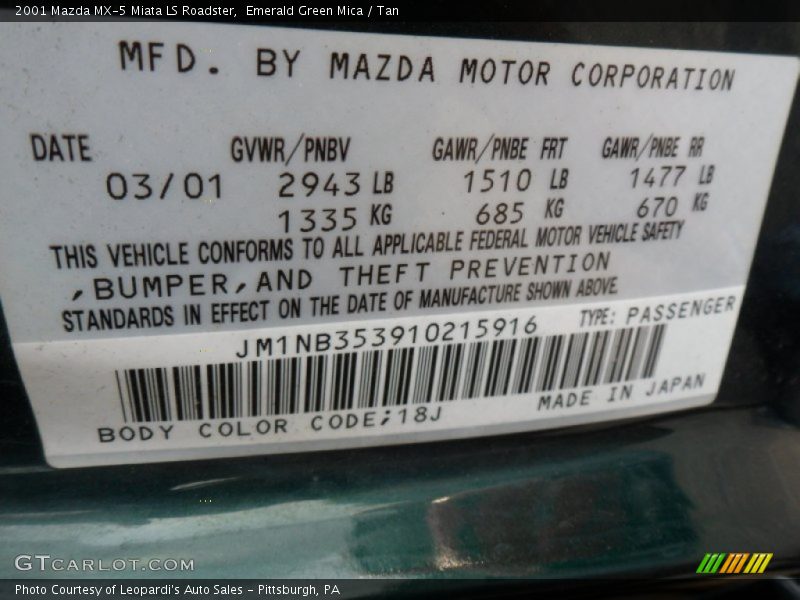 2001 Mazda MX-5 Miata LS Roadster, Emerald Green Mica / Tan
MFD. BY MAZDA MOTOR CORPORATION
DATE GVWR/PNBV GAWR/PNBE FRT GAWR/PNBE RR
03/01 2943 LB 1510 LB 1477 LB
1335 KG 685 KG 670 KG
THIS VEHICLE CONFORMS TO ALL APPLICABLE FEDERAL MOTOR VEHICLE SAFETY
,BUMPER,AND THEFT PREVENTION
STANDARDS IN EFFECT ON THE DATE OF MANUFACTURE SHOWN ABOVE.
JM1NB353910215916 TYPE: PASSENGER
BODY COLOR CODE;18J MADE IN JAPAN
GTCARLOT.COM
Photo Courtesy of Leopardi's Auto Sales - Pittsburgh, PA